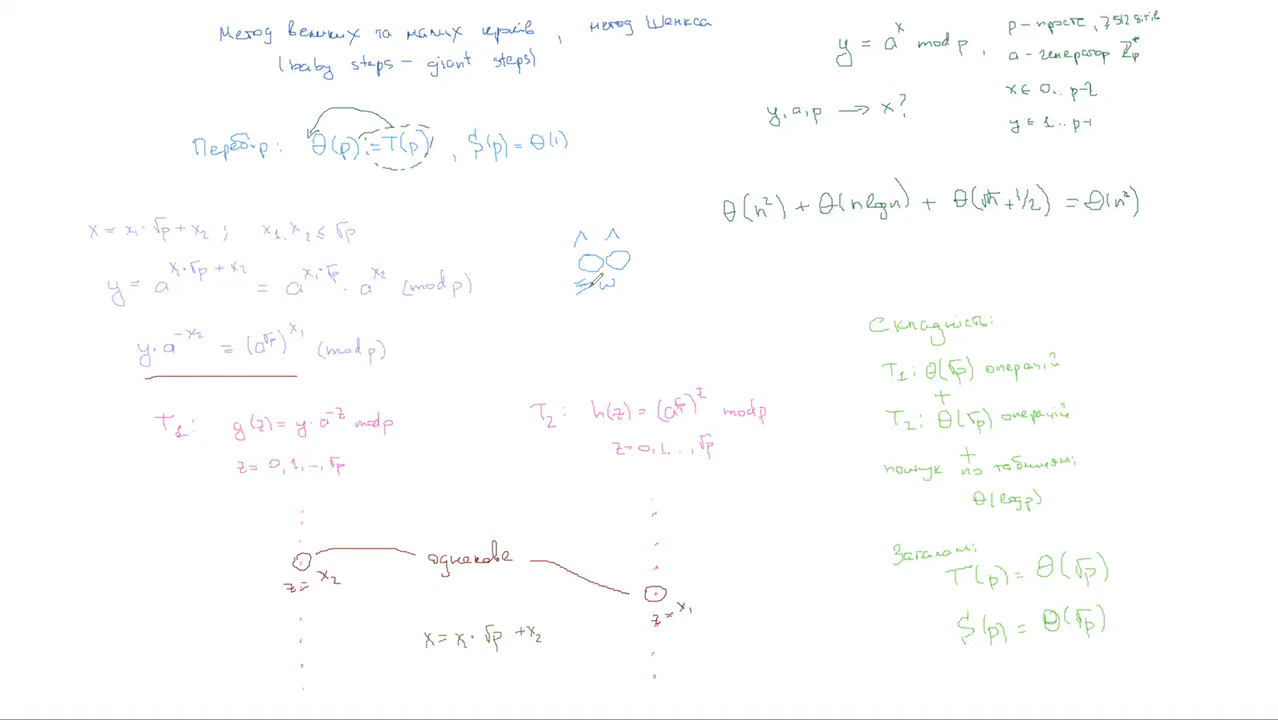 Метод великих та малих кроків, метод Шенкса
(baby steps – giant steps)
y = a^x mod p,
p – просте, ≥ 512 бітів
a – генератор Z_p^*
x ∈ 0.. p-2
y ∈ 1.. p-1
y, a, p → x?
Перебір: Θ(p) = T(p), S(p) = Θ(1)
Θ(n²) + Θ(n log n) + Θ(√n + 1/2) = Θ(n²)
x = x₁·√p + x₂ ; x₁, x₂ ≤ √p
y = a^{x₁·√p + x₂} = a^{x₁·√p} · a^{x₂} (mod p)
y·a^{-x₂} = (a^{√p})^{x₁} (mod p)
T₁: g(z) = y·a^{-z} mod p
z = 0, 1, .., √p
T₂: h(z) = (a^{√p})^z mod p
z = 0, 1, .., √p
однакове
z = x₂
z = x₁
x = x₁·√p + x₂
Складність:
T₁: Θ(√p) операцій
+
T₂: Θ(√p) операцій
+
пошук по таблицям:
Θ(log p)
Загалом:
T(p) = Θ(√p)
S(p) = Θ(√p)